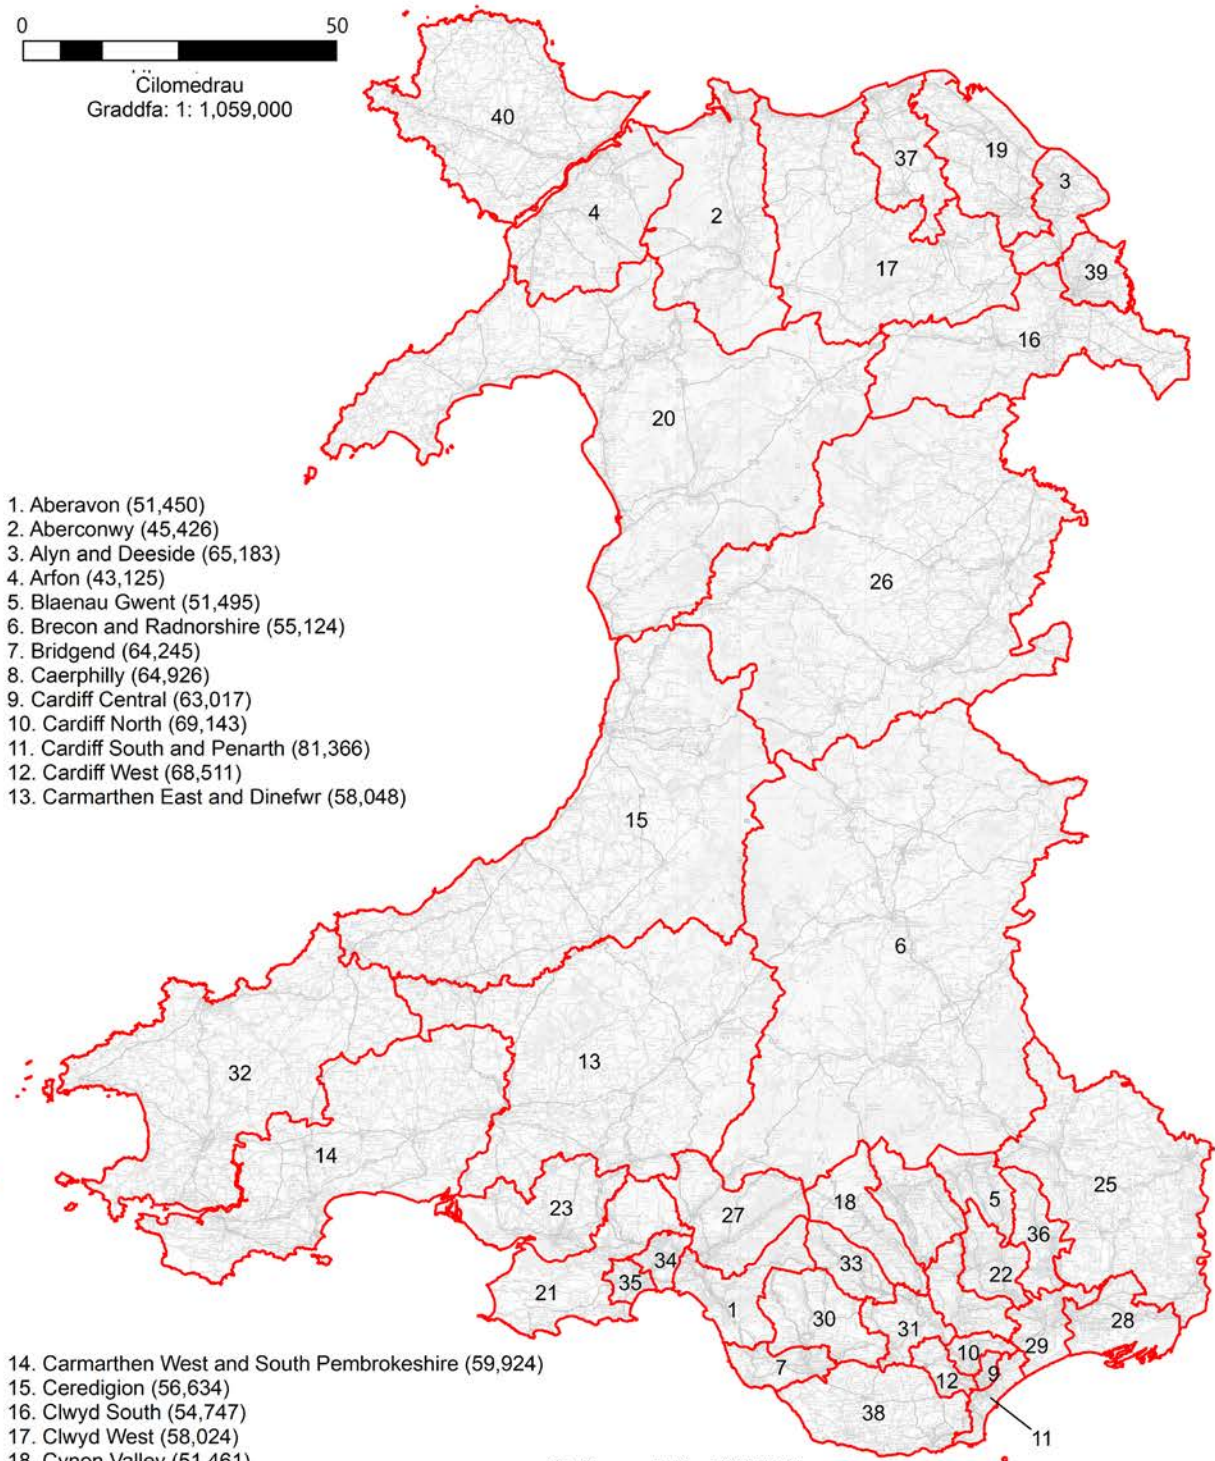 0 50
Cilomedrau
Graddfa: 1: 1,059,000
40
37
19
3
4
2
17
39
16
20
1. Aberavon (51,450)
2. Aberconwy (45,426)
3. Alyn and Deeside (65,183)
4. Arfon (43,125)
5. Blaenau Gwent (51,495)
6. Brecon and Radnorshire (55,124)
7. Bridgend (64,245)
8. Caerphilly (64,926)
9. Cardiff Central (63,017)
10. Cardiff North (69,143)
11. Cardiff South and Penarth (81,366)
12. Cardiff West (68,511)
13. Carmarthen East and Dinefwr (58,048)
26
15
6
32
13
14
25
23
27
18
5
36
34
33
22
21
35
1
30
31
28
29
10
7
12
9
38
11
14. Carmarthen West and South Pembrokeshire (59,924)
15. Ceredigion (56,634)
16. Clwyd South (54,747)
17. Clwyd West (58,024)
18. Cynon Valley (51,461)